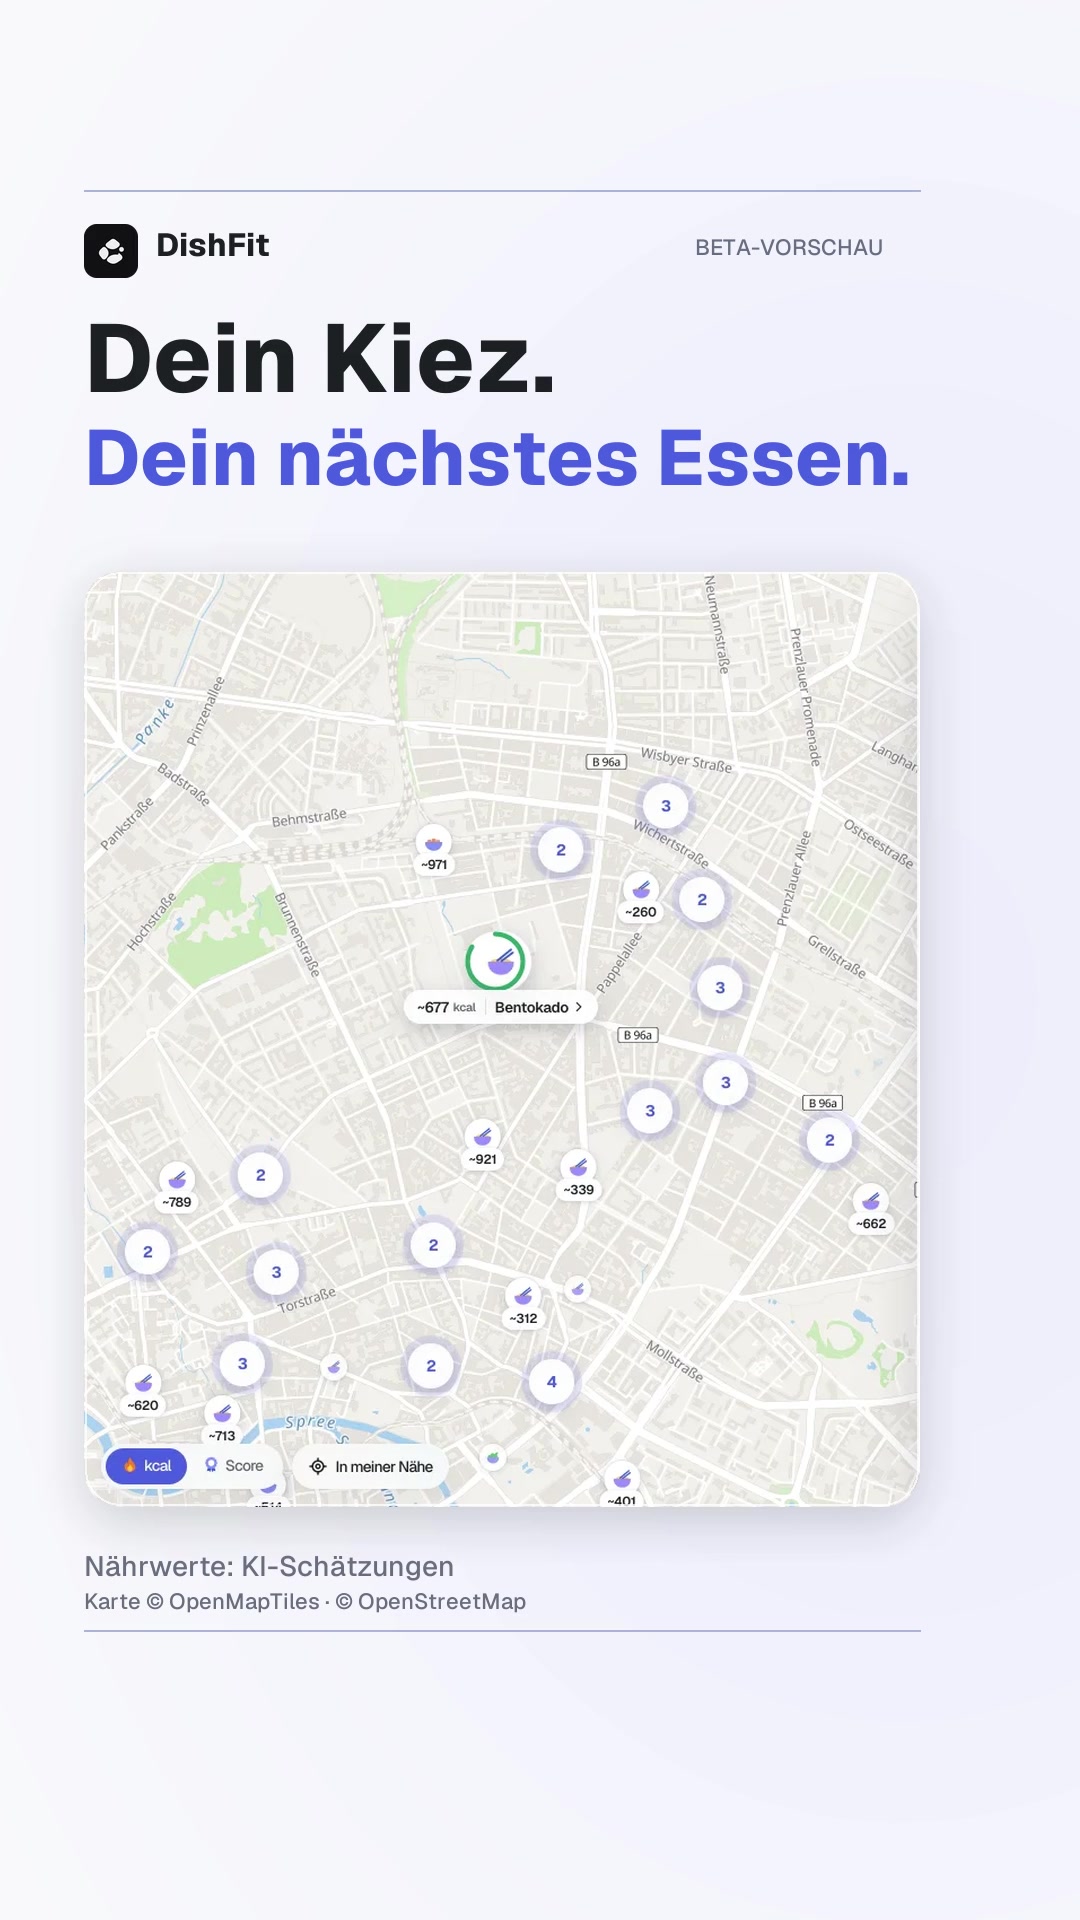 DishFit
BETA-VORSCHAU
Dein Kiez.
Dein nächstes Essen.
Neumannstraße
Prenzlauer Promenade
Prinzenallee
Panke
Wisbyer Straße
Langhan
B 96a
Badstraße
Pankstraße
Behmstraße
3
Wichertstraße
Ostseestraße
2
~971
~260
2
Prenzlauer Allee
Hochstraße
Brunnenstraße
Pappelallee
Grellstraße
3
~677 kcal
Bentokado
B 96a
3
3
B 96a
2
~921
~339
2
~789
~662
2
2
3
Torstraße
~312
Mollstraße
3
2
4
~620
~713
Spree
kcal
Score
In meiner Nähe
~401
Nährwerte: KI-Schätzungen
Karte © OpenMapTiles · © OpenStreetMap